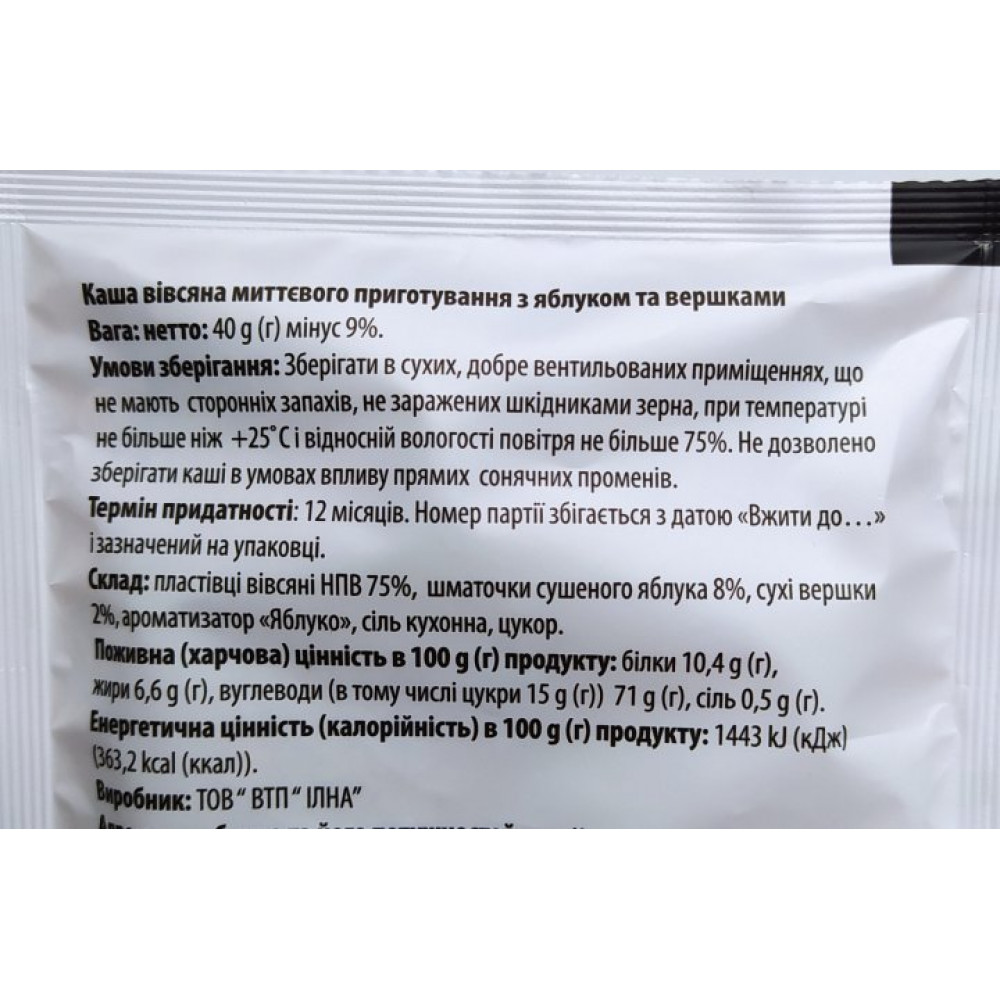 Каша вівсяна миттєвого приготування з яблуком та вершками
Вага: нетто: 40 g (г) мінус 9%.
Умови зберігання: Зберігати в сухих, добре вентильованих приміщеннях, що
не мають сторонніх запахів, не заражених шкідниками зерна, при температурі
не більше ніж +25˚С і відносній вологості повітря не більше 75%. Не дозволено
зберігати каші в умовах впливу прямих сонячних променів.
Термін придатності: 12 місяців. Номер партії збігається з датою «Вжити до…»
і зазначений на упаковці.
Склад: пластівці вівсяні НПВ 75%, шматочки сушеного яблука 8%, сухі вершки
2%, ароматизатор «Яблуко», сіль кухонна, цукор.
Поживна (харчова) цінність в 100 g (г) продукту: білки 10,4 g (г),
жири 6,6 g (г), вуглеводи (в тому числі цукри 15 g (г)) 71 g (г), сіль 0,5 g (г).
Енергетична цінність (калорійність) в 100 g (г) продукту: 1443 kJ (кДж)
(363,2 kcal (ккал)).
Виробник: ТОВ “ ВТП “ ІЛНА”